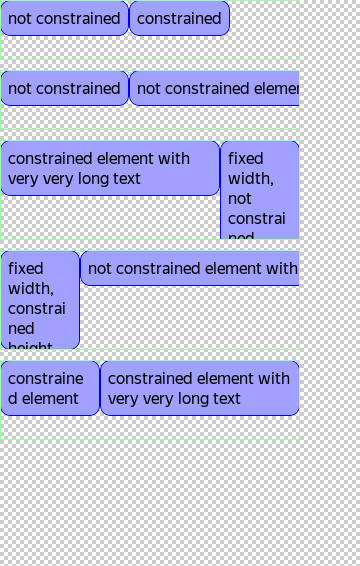 not constrained
constrained
not constrained
not constrained elemen
constrained element with
very very long text
fixed
width,
not
constrai
ned
fixed
width,
constrai
ned
height
not constrained element with
constraine
d element
constrained element with
very very long text